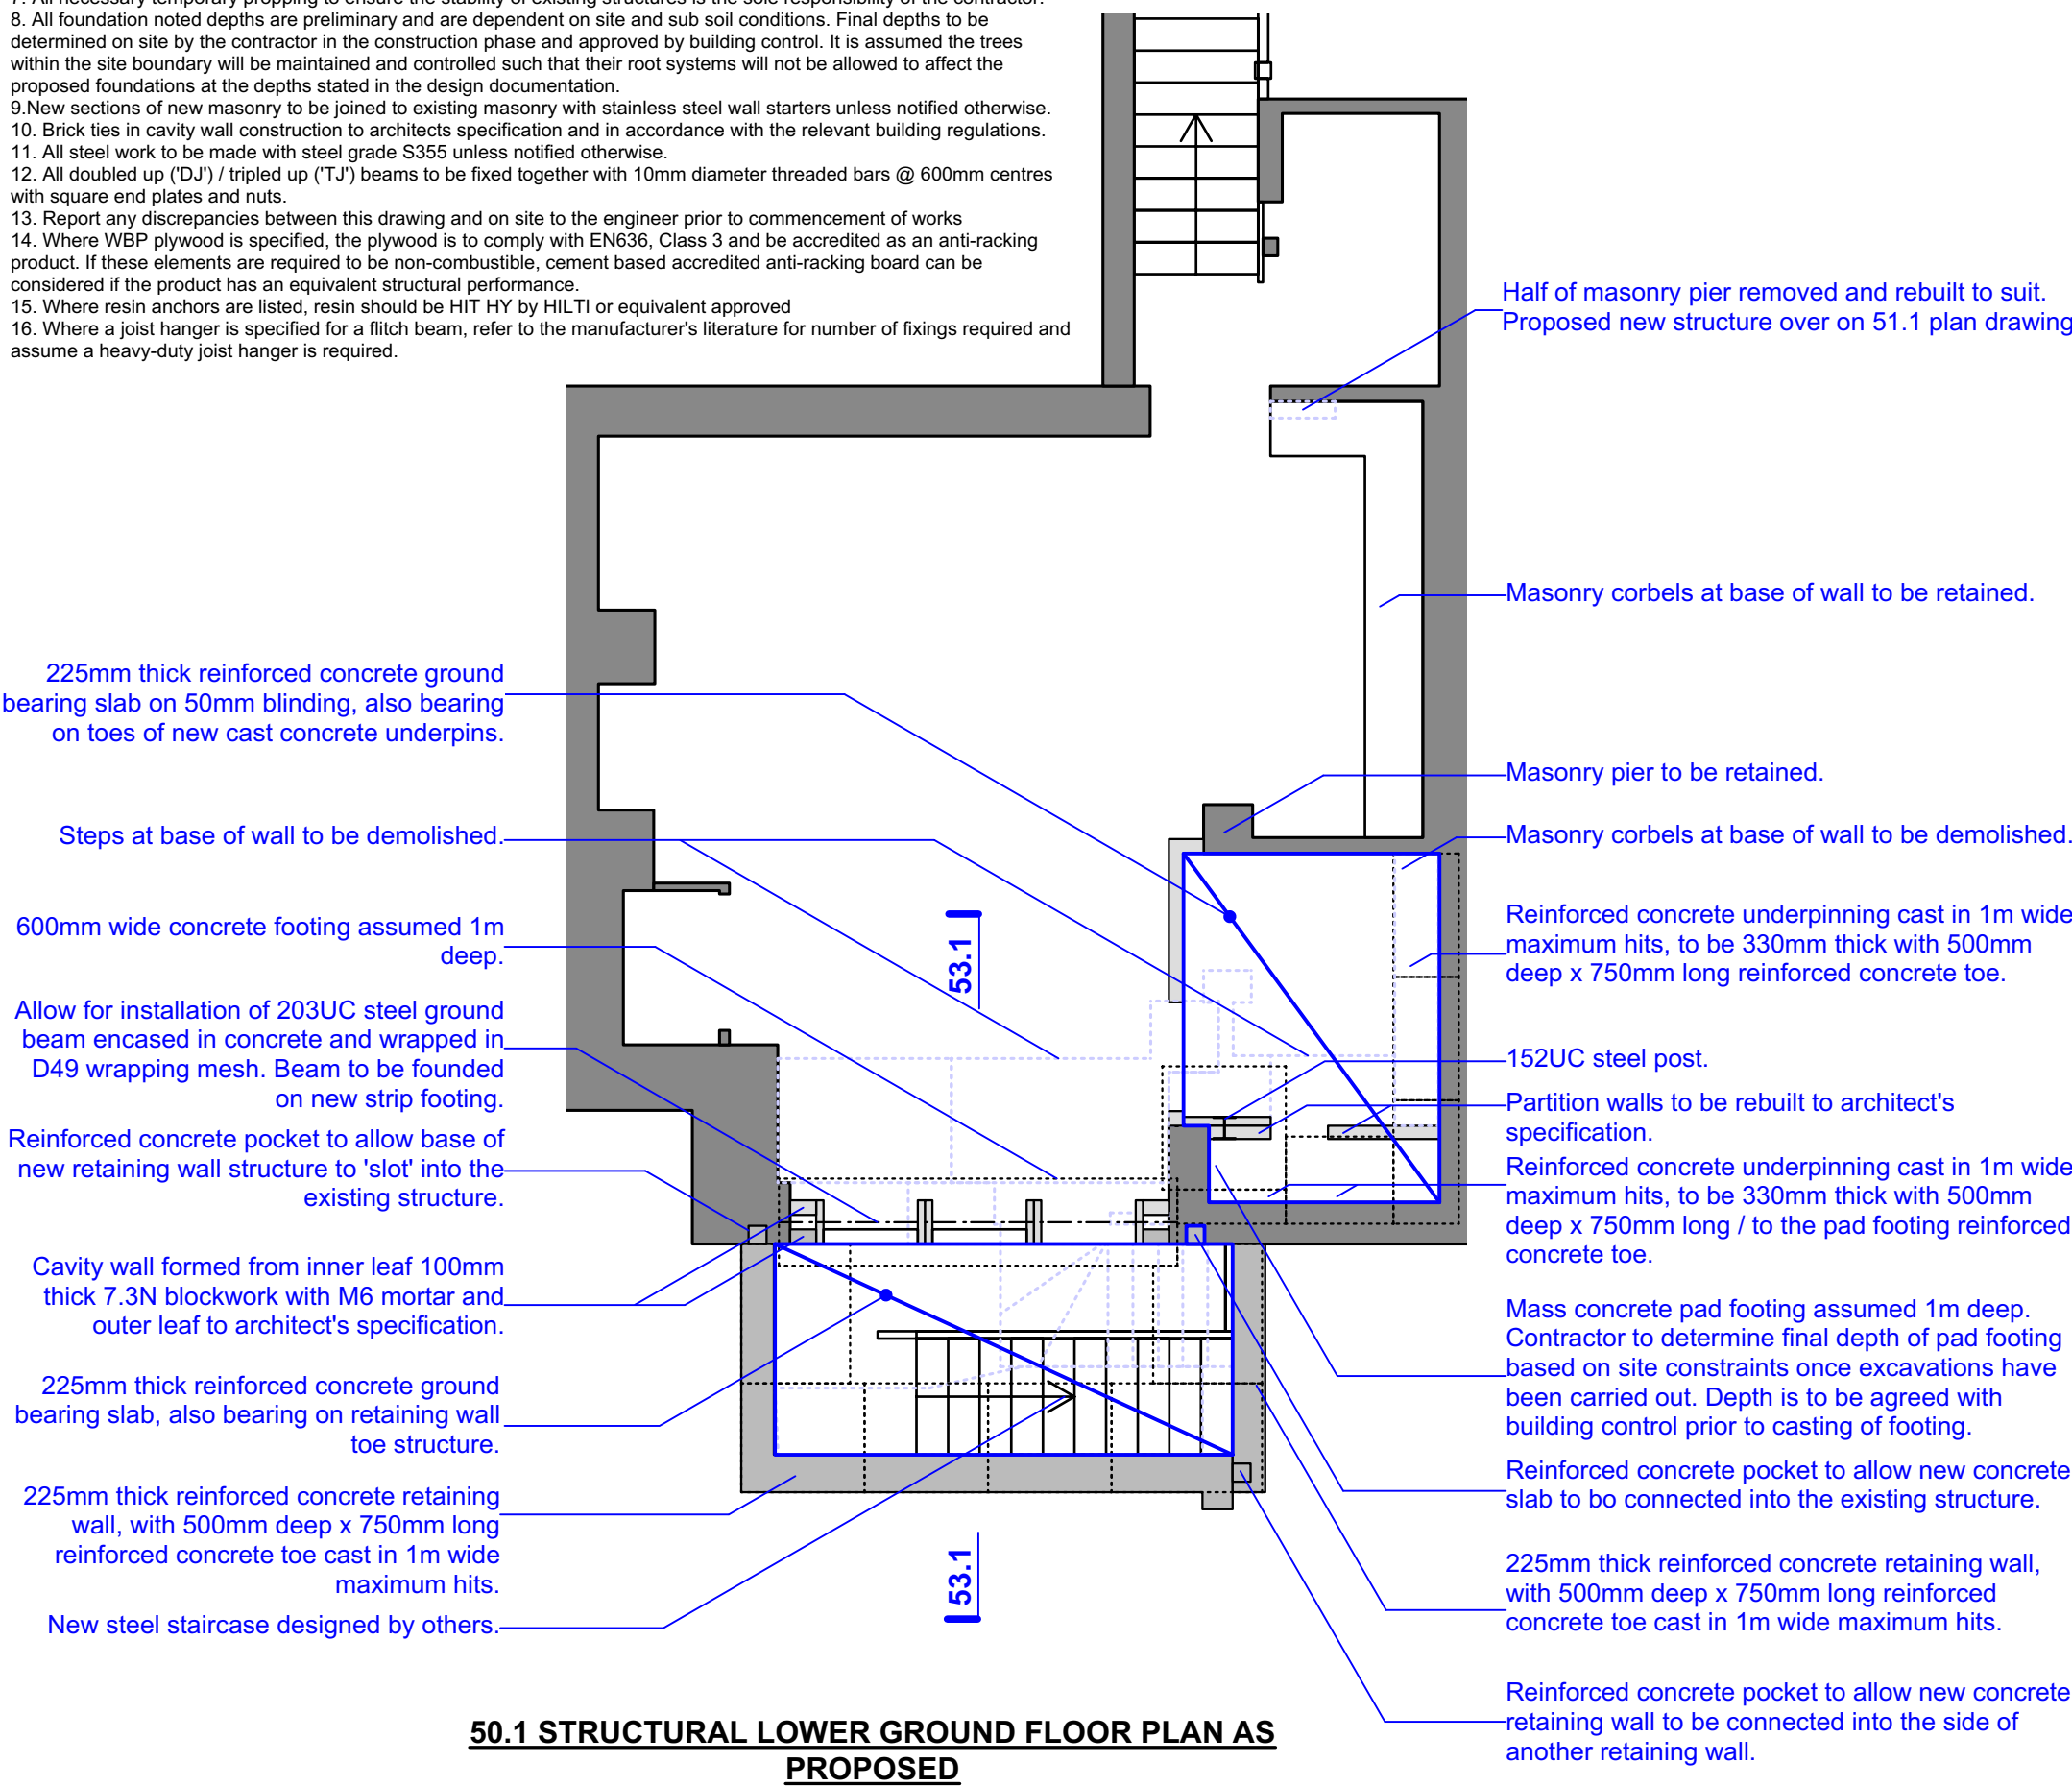 7. All necessary temporary propping to ensure the stability of existing structures is the sole responsibility of the contractor.
8. All foundation noted depths are preliminary and are dependent on site and sub soil conditions. Final depths to be
determined on site by the contractor in the construction phase and approved by building control. It is assumed the trees
within the site boundary will be maintained and controlled such that their root systems will not be allowed to affect the
proposed foundations at the depths stated in the design documentation.
9.New sections of new masonry to be joined to existing masonry with stainless steel wall starters unless notified otherwise.
10. Brick ties in cavity wall construction to architects specification and in accordance with the relevant building regulations.
11. All steel work to be made with steel grade S355 unless notified otherwise.
12. All doubled up ('DJ') / tripled up ('TJ') beams to be fixed together with 10mm diameter threaded bars @ 600mm centres
with square end plates and nuts.
13. Report any discrepancies between this drawing and on site to the engineer prior to commencement of works
14. Where WBP plywood is specified, the plywood is to comply with EN636, Class 3 and be accredited as an anti-racking
product. If these elements are required to be non-combustible, cement based accredited anti-racking board can be
considered if the product has an equivalent structural performance.
15. Where resin anchors are listed, resin should be HIT HY by HILTI or equivalent approved
16. Where a joist hanger is specified for a flitch beam, refer to the manufacturer's literature for number of fixings required and
assume a heavy-duty joist hanger is required.
225mm thick reinforced concrete ground
bearing slab on 50mm blinding, also bearing
on toes of new cast concrete underpins.
Steps at base of wall to be demolished.
600mm wide concrete footing assumed 1m
deep.
Allow for installation of 203UC steel ground
beam encased in concrete and wrapped in
D49 wrapping mesh. Beam to be founded
on new strip footing.
Reinforced concrete pocket to allow base of
new retaining wall structure to 'slot' into the
existing structure.
Cavity wall formed from inner leaf 100mm
thick 7.3N blockwork with M6 mortar and
outer leaf to architect's specification.
225mm thick reinforced concrete ground
bearing slab, also bearing on retaining wall
toe structure.
225mm thick reinforced concrete retaining
wall, with 500mm deep x 750mm long
reinforced concrete toe cast in 1m wide
maximum hits.
New steel staircase designed by others.
53.1
53.1
Half of masonry pier removed and rebuilt to suit.
Proposed new structure over on 51.1 plan drawing
Masonry corbels at base of wall to be retained.
Masonry pier to be retained.
Masonry corbels at base of wall to be demolished.
Reinforced concrete underpinning cast in 1m wide
maximum hits, to be 330mm thick with 500mm
deep x 750mm long reinforced concrete toe.
152UC steel post.
Partition walls to be rebuilt to architect's
specification.
Reinforced concrete underpinning cast in 1m wide
maximum hits, to be 330mm thick with 500mm
deep x 750mm long / to the pad footing reinforced
concrete toe.
Mass concrete pad footing assumed 1m deep.
Contractor to determine final depth of pad footing
based on site constraints once excavations have
been carried out. Depth is to be agreed with
building control prior to casting of footing.
Reinforced concrete pocket to allow new concrete
slab to bo connected into the existing structure.
225mm thick reinforced concrete retaining wall,
with 500mm deep x 750mm long reinforced
concrete toe cast in 1m wide maximum hits.
Reinforced concrete pocket to allow new concrete
retaining wall to be connected into the side of
another retaining wall.
50.1 STRUCTURAL LOWER GROUND FLOOR PLAN AS
PROPOSED